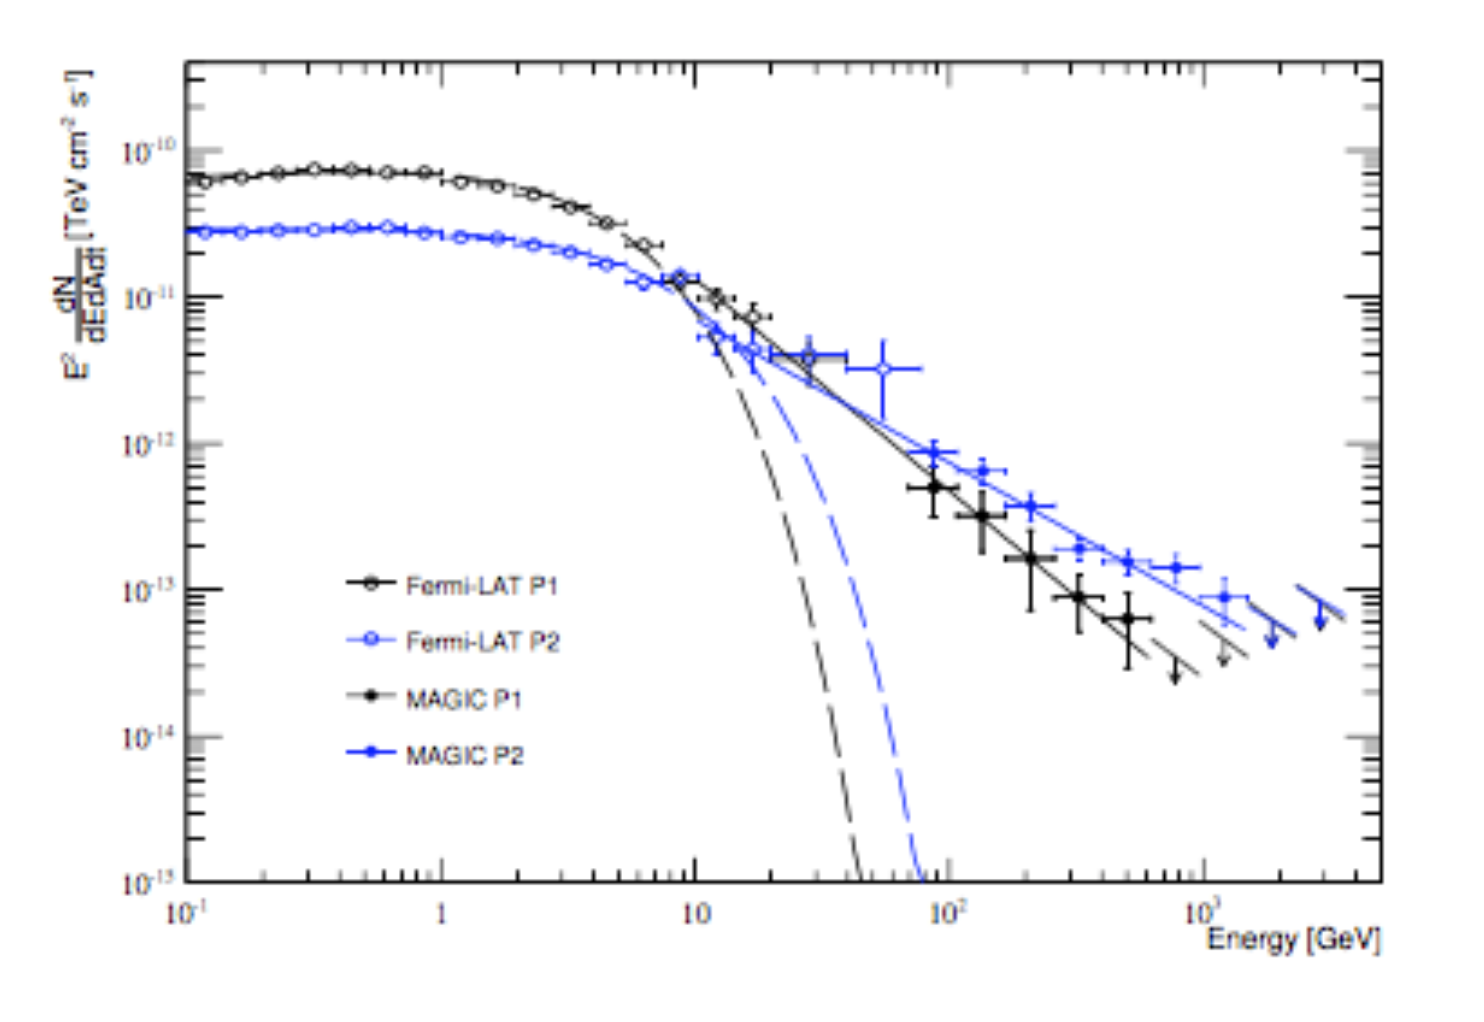 E² dN/dEdAdt [TeV cm⁻² s⁻¹]
10⁻¹⁰
10⁻¹¹
10⁻¹²
10⁻¹³
10⁻¹⁴
10⁻¹⁵
Fermi-LAT P1
Fermi-LAT P2
MAGIC P1
MAGIC P2
10⁻¹ 1 10 10² 10³
Energy [GeV]